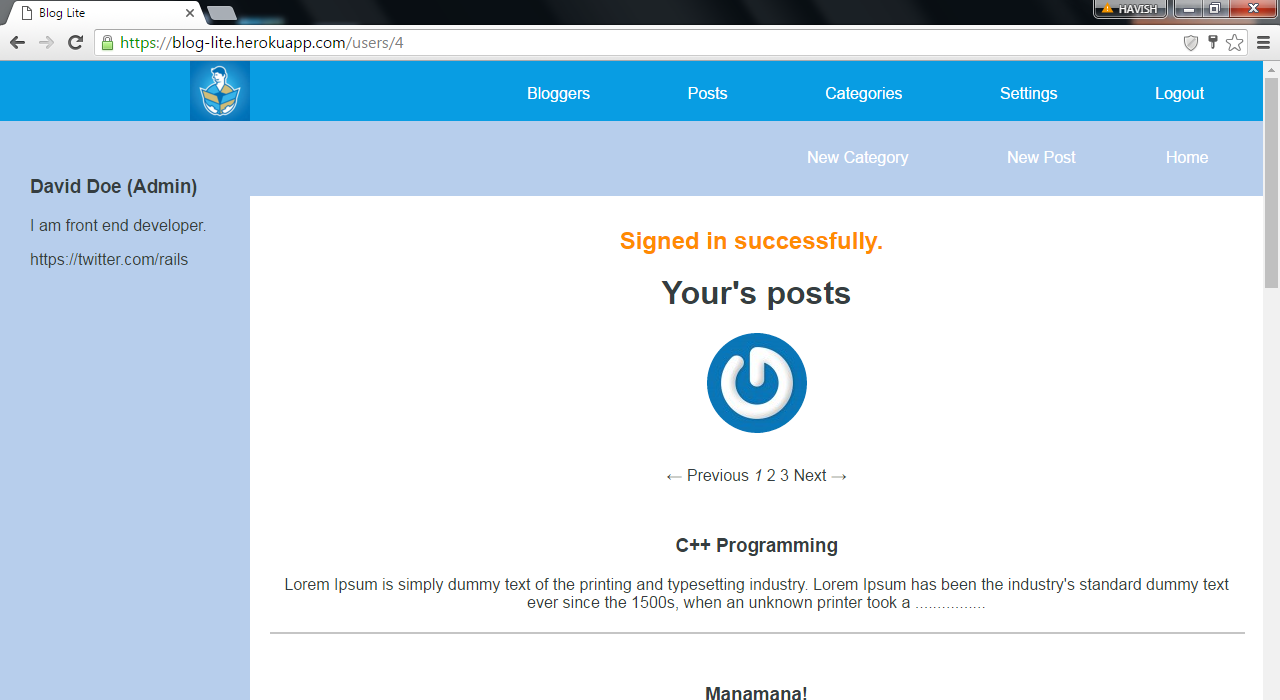 Blog Lite
HAVISH
https://blog-lite.herokuapp.com/users/4
Bloggers Posts Categories Settings Logout
New Category New Post Home
David Doe (Admin)
I am front end developer.
https://twitter.com/rails
Signed in successfully.
Your's posts
← Previous 1 2 3 Next →
C++ Programming
Lorem Ipsum is simply dummy text of the printing and typesetting industry. Lorem Ipsum has been the industry's standard dummy text
ever since the 1500s, when an unknown printer took a ................
Manamana!